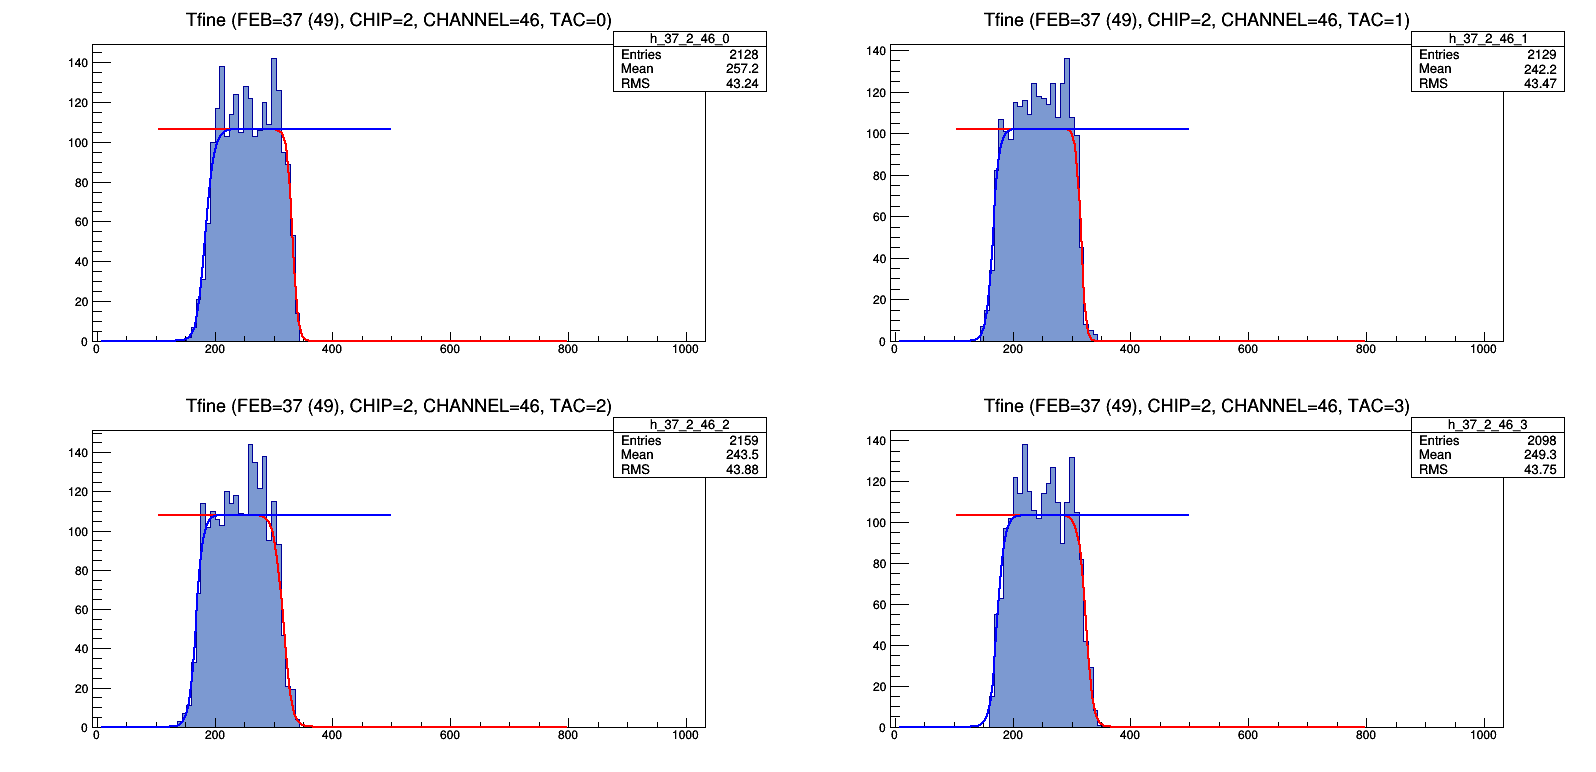 Tfine (FEB=37 (49), CHIP=2, CHANNEL=46, TAC=0)
h_37_2_46_0
Entries 2128
Mean 257.2
RMS 43.24
140
120
100
80
60
40
20
0
0 200 400 600 800 1000
Tfine (FEB=37 (49), CHIP=2, CHANNEL=46, TAC=1)
h_37_2_46_1
Entries 2129
Mean 242.2
RMS 43.47
140
120
100
80
60
40
20
0
0 200 400 600 800 1000
Tfine (FEB=37 (49), CHIP=2, CHANNEL=46, TAC=2)
h_37_2_46_2
Entries 2159
Mean 243.5
RMS 43.88
140
120
100
80
60
40
20
0
0 200 400 600 800 1000
Tfine (FEB=37 (49), CHIP=2, CHANNEL=46, TAC=3)
h_37_2_46_3
Entries 2098
Mean 249.3
RMS 43.75
140
120
100
80
60
40
20
0
0 200 400 600 800 1000